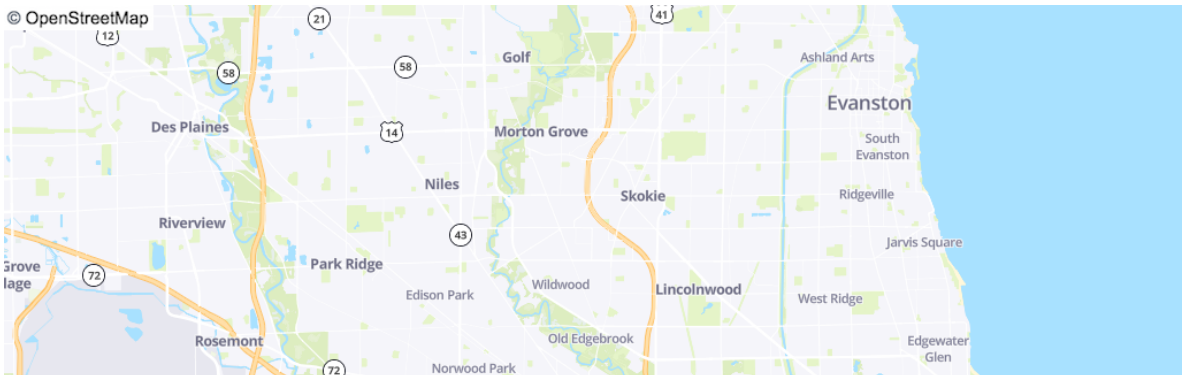 © OpenStreetMap
21
41
12
Golf
Ashland Arts
58
58
Evanston
Des Plaines
14
Morton Grove
South
Evanston
Niles
Skokie
Ridgeville
Riverview
43
Jarvis Square
Grove
llage
72
Park Ridge
Edison Park
Wildwood
Lincolnwood
West Ridge
Rosemont
Old Edgebrook
Edgewater
Glen
72
Norwood Park